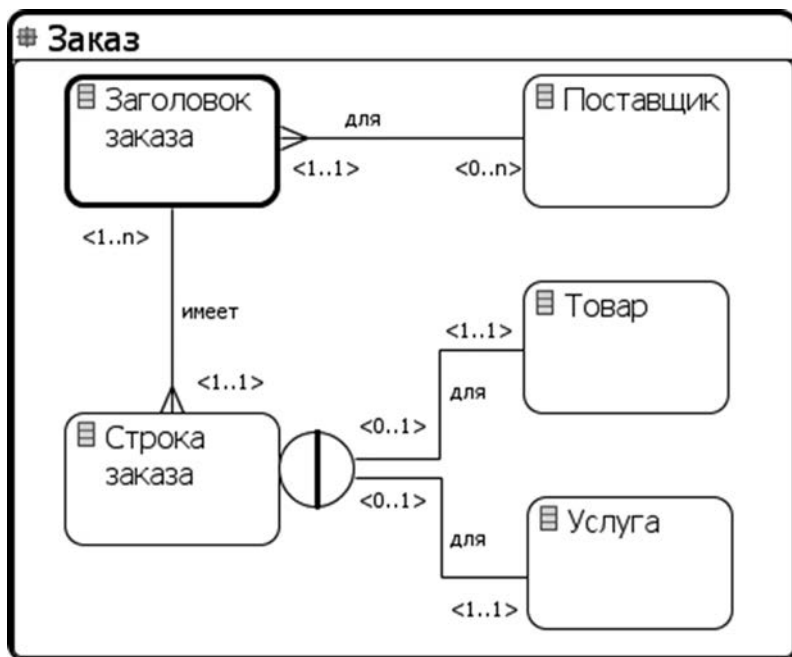 Заказ
Заголовок
заказа
для
Поставщик
<1..1>
<0..n>
<1..n>
имеет
Товар
<1..1>
<1..1>
для
<0..1>
Строка
заказа
<0..1>
для
Услуга
<1..1>